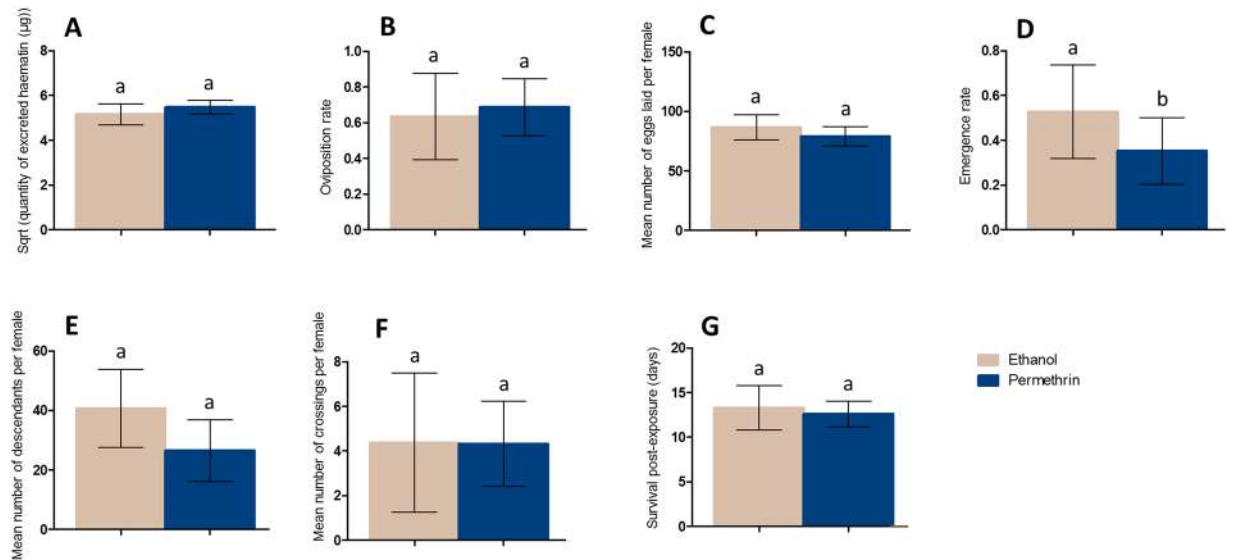 A
Sqrt (quantity of excreted haematin (µg))
8
6
4
2
0
a
a
B
Oviposition rate
1.0
0.8
0.6
0.4
0.2
0.0
a
a
C
Mean number of eggs laid per female
150
100
50
0
a
a
D
Emergence rate
0.8
0.6
0.4
0.2
0.0
a
b
E
Mean number of descendants per female
60
40
20
0
a
a
F
Mean number of crossings per female
8
6
4
2
0
a
a
G
Survival post-exposure (days)
20
15
10
5
0
a
a
Ethanol
Permethrin